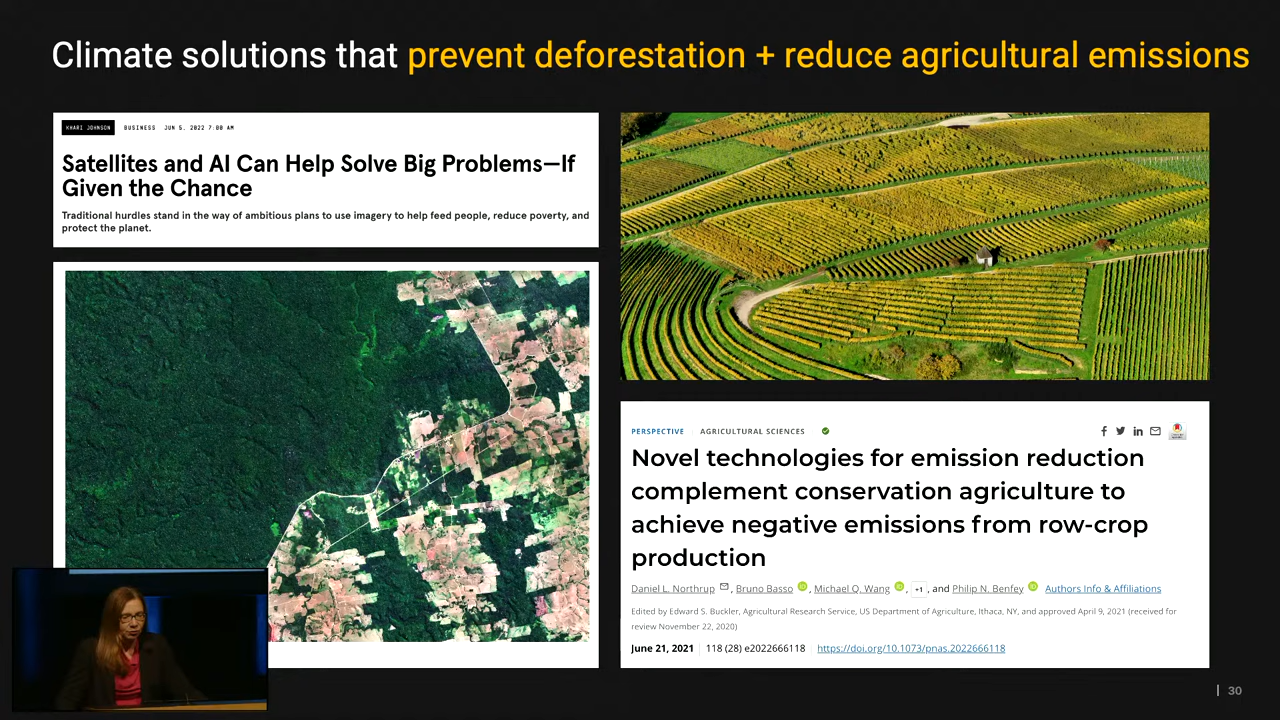 Climate solutions that prevent deforestation + reduce agricultural emissions
KHARI JOHNSON BUSINESS JUN 5, 2022 7:00 AM
Satellites and AI Can Help Solve Big Problems—If
Given the Chance
Traditional hurdles stand in the way of ambitious plans to use imagery to help feed people, reduce poverty, and
protect the planet.
PERSPECTIVE AGRICULTURAL SCIENCES
Novel technologies for emission reduction
complement conservation agriculture to
achieve negative emissions from row-crop
production
Daniel L. Northrup, Bruno Basso, Michael Q. Wang, +1, and Philip N. Benfey Authors Info & Affiliations
Edited by Edward S. Buckler, Agricultural Research Service, US Department of Agriculture, Ithaca, NY, and approved April 9, 2021 (received for
review November 22, 2020)
June 21, 2021 118 (28) e2022666118 https://doi.org/10.1073/pnas.2022666118
| 30